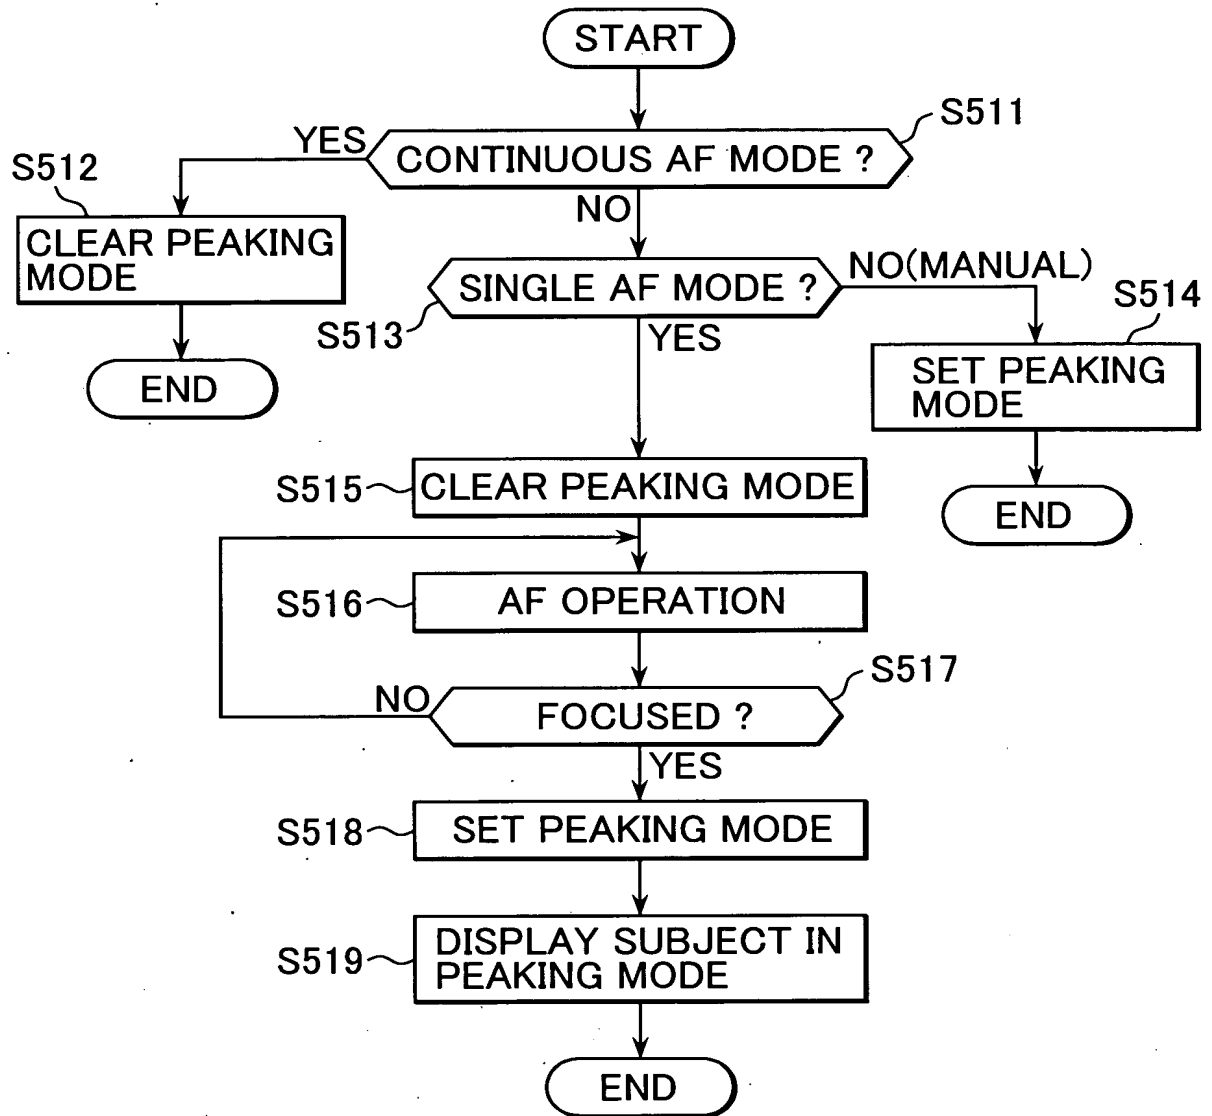 START
S511
YES
CONTINUOUS AF MODE ?
S512
NO
CLEAR PEAKING
MODE
NO(MANUAL)
SINGLE AF MODE ?
S514
S513
YES
END
SET PEAKING
MODE
S515
CLEAR PEAKING MODE
END
S516
AF OPERATION
S517
NO
FOCUSED ?
YES
S518
SET PEAKING MODE
S519
DISPLAY SUBJECT IN
PEAKING MODE
END